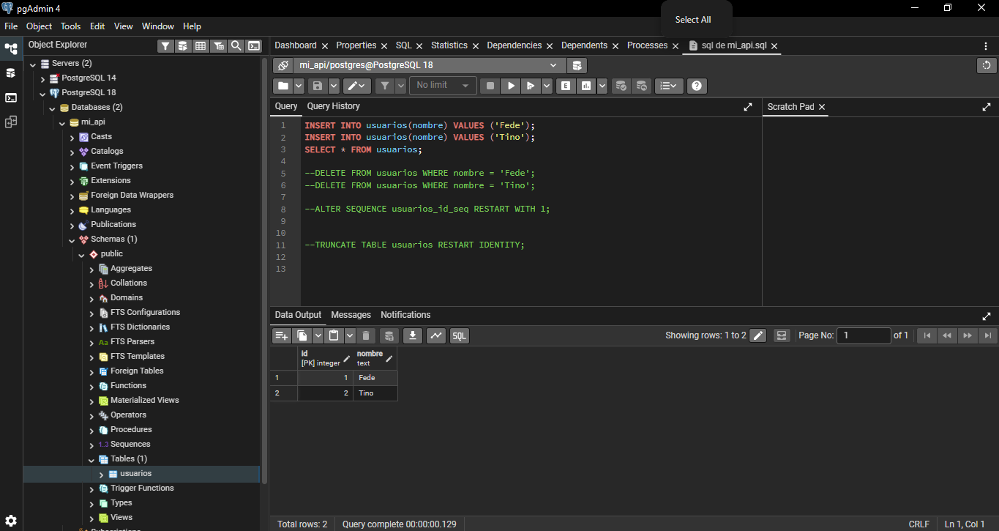 pgAdmin 4
Select All
File Object Tools Edit View Window Help
Object Explorer
Servers (2)
PostgreSQL 14
PostgreSQL 18
Databases (2)
mi_api
Casts
Catalogs
Event Triggers
Extensions
Foreign Data Wrappers
Languages
Publications
Schemas (1)
public
Aggregates
Collations
Domains
FTS Configurations
FTS Dictionaries
Aa FTS Parsers
FTS Templates
Foreign Tables
Functions
Materialized Views
Operators
Procedures
1..3 Sequences
Tables (1)
usuarios
Trigger Functions
Types
Views
Dashboard Properties SQL Statistics Dependencies Dependents Processes sql de mi_api.sql
mi_api/postgres@PostgreSQL 18
No limit E
Query Query History
Scratch Pad
1 INSERT INTO usuarios(nombre) VALUES ('Fede');
2 INSERT INTO usuarios(nombre) VALUES ('Tino');
3 SELECT * FROM usuarios;
4
5 --DELETE FROM usuarios WHERE nombre = 'Fede';
6 --DELETE FROM usuarios WHERE nombre = 'Tino';
7
8 --ALTER SEQUENCE usuarios_id_seq RESTART WITH 1;
9
10
11 --TRUNCATE TABLE usuarios RESTART IDENTITY;
12
13
Data Output Messages Notifications
SQL Showing rows: 1 to 2 Page No: 1 of 1
id nombre
[PK] integer text
1 1 Fede
2 2 Tino
Total rows: 2 Query complete 00:00:00.129 CRLF Ln 1, Col 1